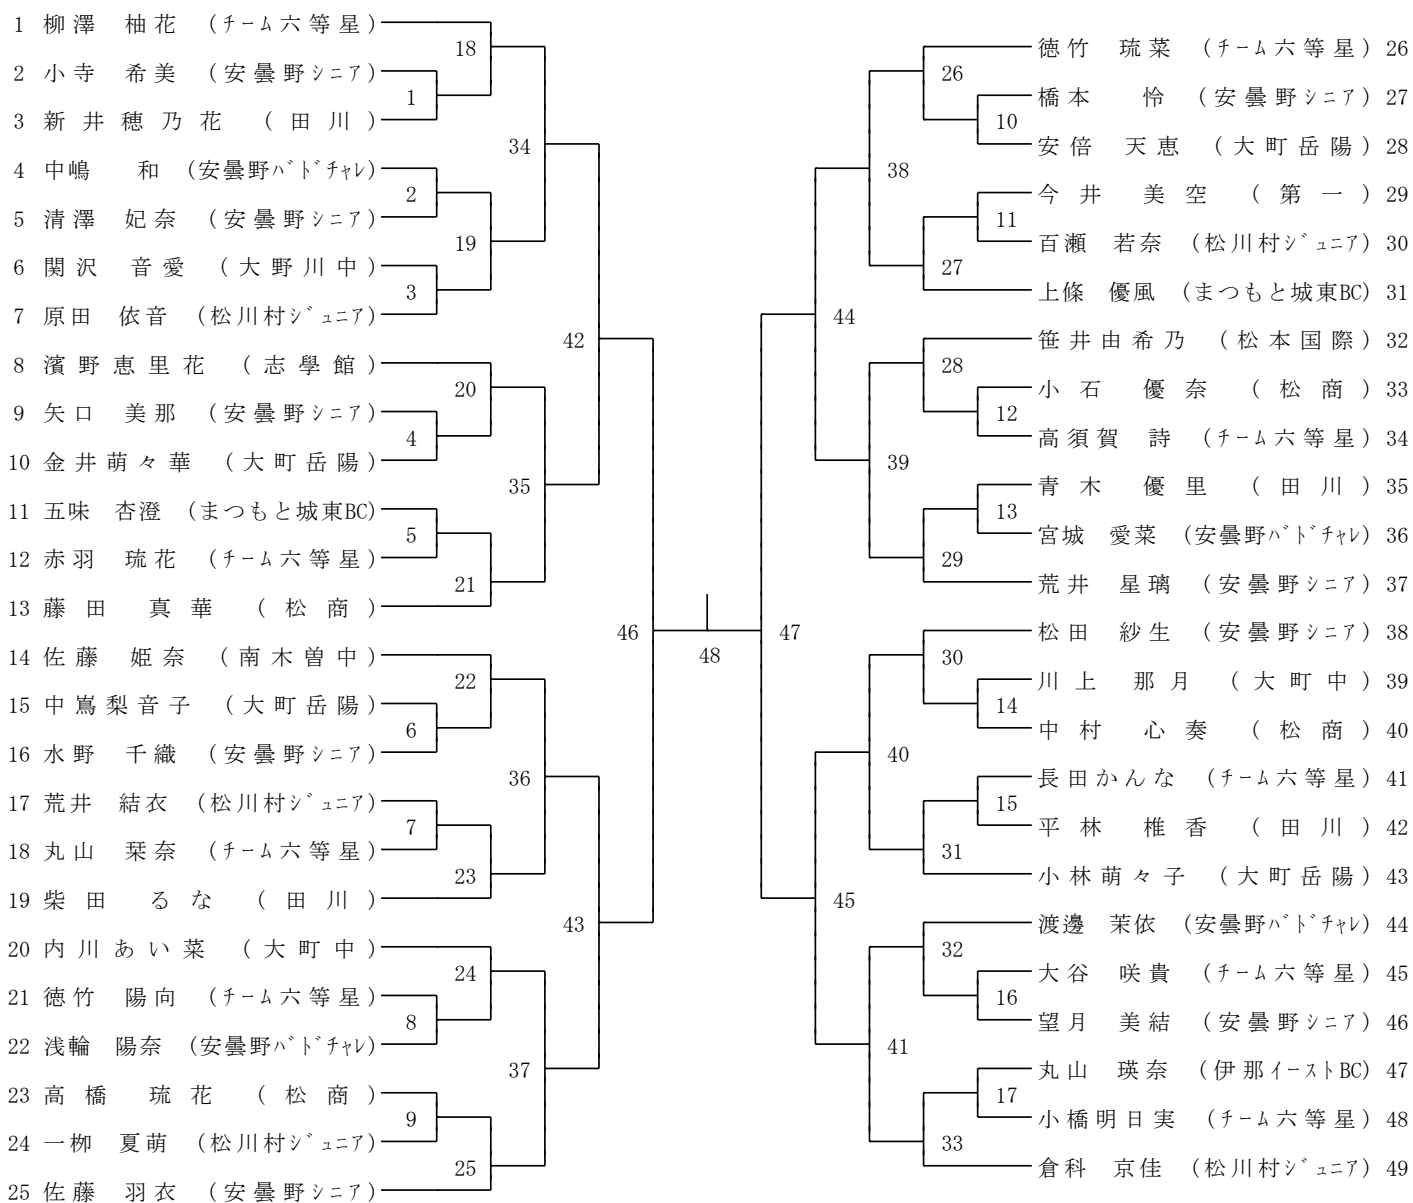 1 柳澤 柚花 (チーム六等星)
2 小寺 希美 (安曇野シニア)
3 新井穂乃花 (田川)
4 中嶋 和 (安曇野バドチャレ)
5 清澤 妃奈 (安曇野シニア)
6 関沢 音愛 (大野川中)
7 原田 依音 (松川村ジュニア)
8 濱野恵里花 (志學館)
9 矢口 美那 (安曇野シニア)
10 金井萌々華 (大町岳陽)
11 五味 杏澄 (まつもと城東BC)
12 赤羽 琉花 (チーム六等星)
13 藤田 真華 (松商)
14 佐藤 姫奈 (南木曽中)
15 中嶌梨音子 (大町岳陽)
16 水野 千織 (安曇野シニア)
17 荒井 結衣 (松川村ジュニア)
18 丸山 栞奈 (チーム六等星)
19 柴田 るな (田川)
20 内川あい菜 (大町中)
21 徳竹 陽向 (チーム六等星)
22 浅輪 陽奈 (安曇野バドチャレ)
23 高橋 琉花 (松商)
24 一栁 夏萌 (松川村ジュニア)
25 佐藤 羽衣 (安曇野シニア)
18
1
2
19
3
20
4
5
21
22
6
7
23
24
8
9
25
34
35
36
37
42
43
46
48
47
44
45
38
39
40
41
26
10
11
27
28
12
13
29
30
14
15
31
32
16
17
33
徳竹 琉菜 (チーム六等星) 26
橋本 怜 (安曇野シニア) 27
安倍 天恵 (大町岳陽) 28
今井 美空 (第一) 29
百瀬 若奈 (松川村ジュニア) 30
上條 優風 (まつもと城東BC) 31
笹井由希乃 (松本国際) 32
小石 優奈 (松商) 33
高須賀 詩 (チーム六等星) 34
青木 優里 (田川) 35
宮城 愛菜 (安曇野バドチャレ) 36
荒井 星璃 (安曇野シニア) 37
松田 紗生 (安曇野シニア) 38
川上 那月 (大町中) 39
中村 心奏 (松商) 40
長田かんな (チーム六等星) 41
平林 椎香 (田川) 42
小林萌々子 (大町岳陽) 43
渡邊 茉依 (安曇野バドチャレ) 44
大谷 咲貴 (チーム六等星) 45
望月 美結 (安曇野シニア) 46
丸山 瑛奈 (伊那イーストBC) 47
小橋明日実 (チーム六等星) 48
倉科 京佳 (松川村ジュニア) 49